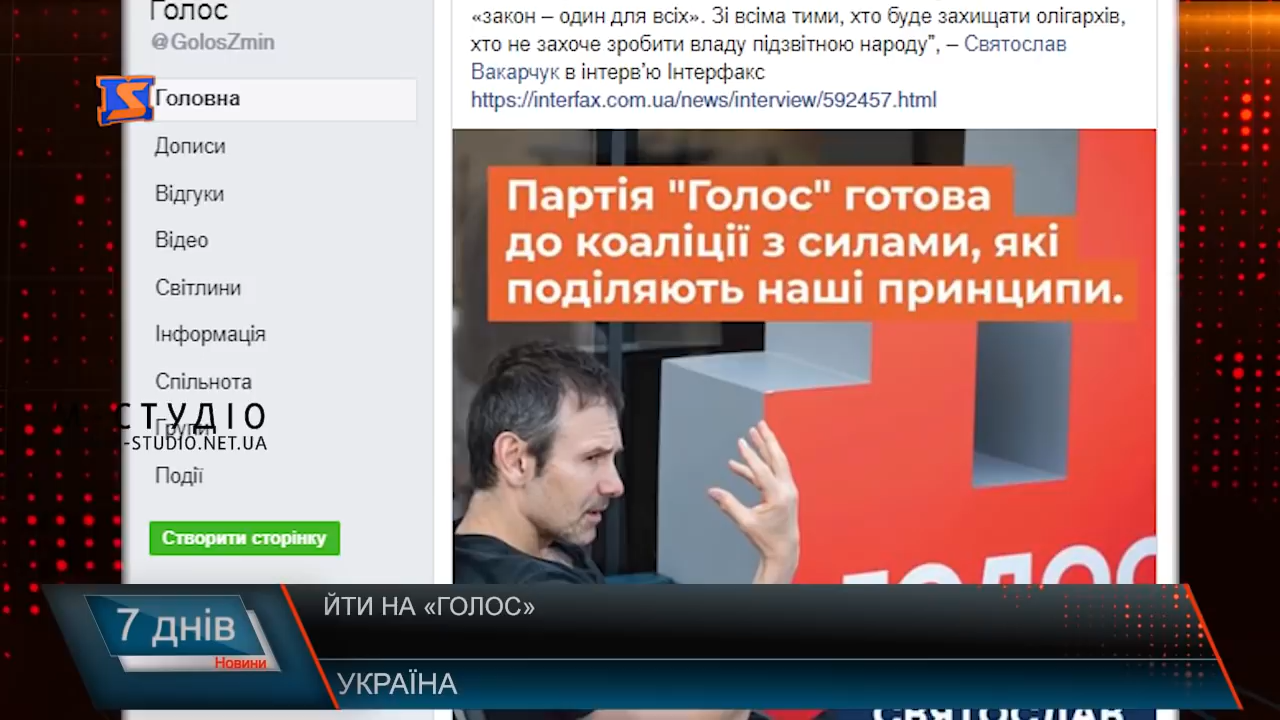 Голос
@GolosZmin
Головна
Дописи
Відгуки
Відео
Світлини
Інформація
Спільнота
Групи
Події
Створити сторінку
«закон – один для всіх». Зі всіма тими, хто буде захищати олігархів,
хто не захоче зробити владу підзвітною народу", – Святослав
Вакарчук в інтерв'ю Інтерфакс
https://interfax.com.ua/news/interview/592457.html
Партія "Голос" готова
до коаліції з силами, які
поділяють наші принципи.
ГОЛОС
СВЯТОСЛАВ
СТУДІО
-STUDIO.NET.UA
7 днів
Новини
ЙТИ НА «ГОЛОС»
УКРАЇНА